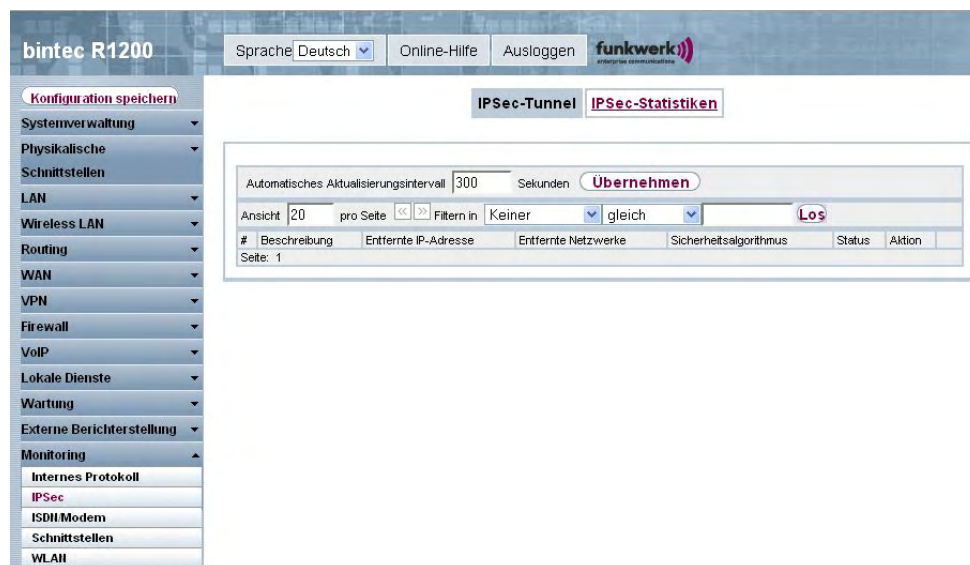 bintec R1200
Sprache Deutsch Online-Hilfe Ausloggen funkwerk
enterprise communications
Konfiguration speichern
Systemverwaltung
Physikalische
Schnittstellen
LAN
Wireless LAN
Routing
WAN
VPN
Firewall
VoIP
Lokale Dienste
Wartung
Externe Berichterstellung
Monitoring
Internes Protokoll
IPSec
ISDN/Modem
Schnittstellen
WLAN
IPSec-Tunnel IPSec-Statistiken
Automatisches Aktualisierungsintervall 300 Sekunden Übernehmen
Ansicht 20 pro Seite << >> Filtern in Keiner gleich Los
# Beschreibung Entfernte IP-Adresse Entfernte Netzwerke Sicherheitsalgorithmus Status Aktion
Seite: 1